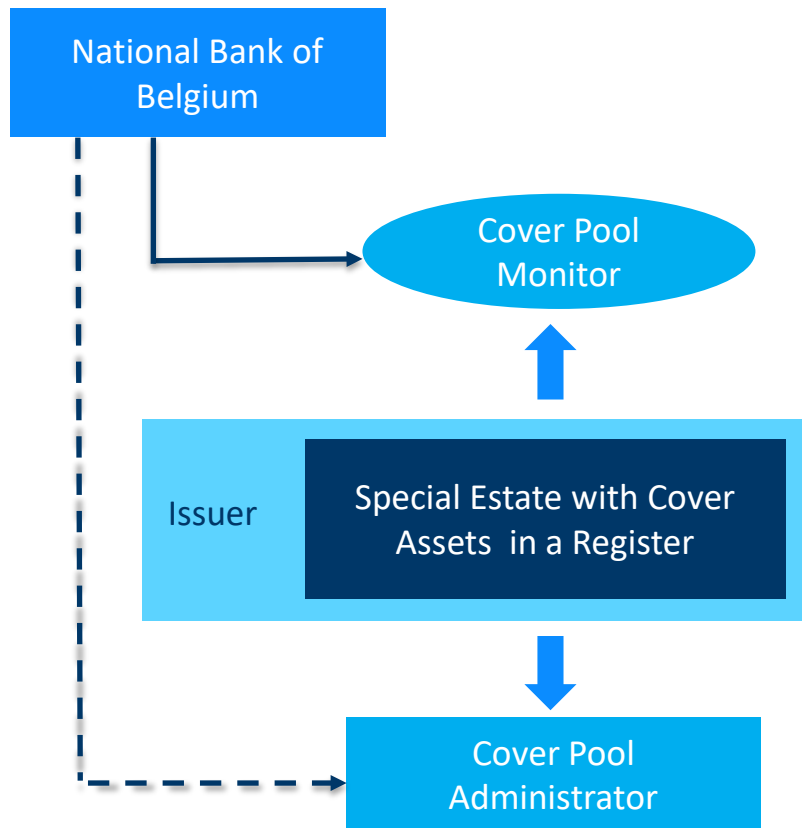 National Bank of
Belgium
Cover Pool
Monitor
Issuer
Special Estate with Cover
Assets in a Register
Cover Pool
Administrator